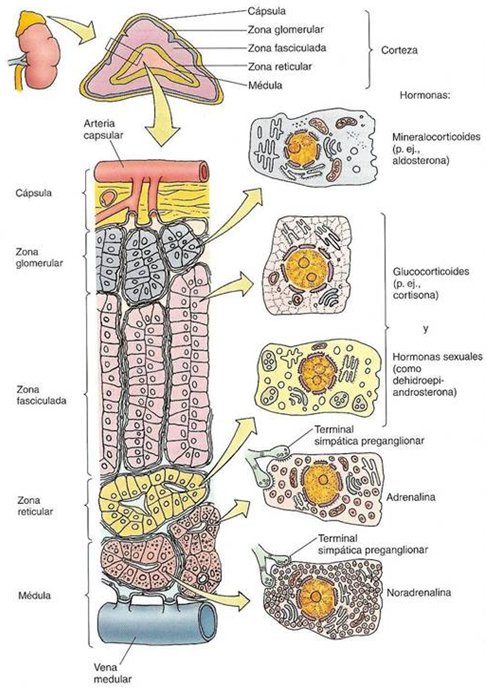 Cápsula
Zona glomerular
Zona fasciculada
Zona reticular
Médula
Corteza
Hormonas:
Arteria
capsular
Mineralocorticoides
(p. ej.,
aldosterona)
Cápsula
Zona
glomerular
Glucocorticoides
(p. ej.,
cortisona)
y
Hormonas sexuales
(como
dehidroepi-
androsterona)
Zona
fasciculada
Terminal
simpática preganglionar
Adrenalina
Zona
reticular
Terminal
simpática preganglionar
Médula
Noradrenalina
Vena
medular